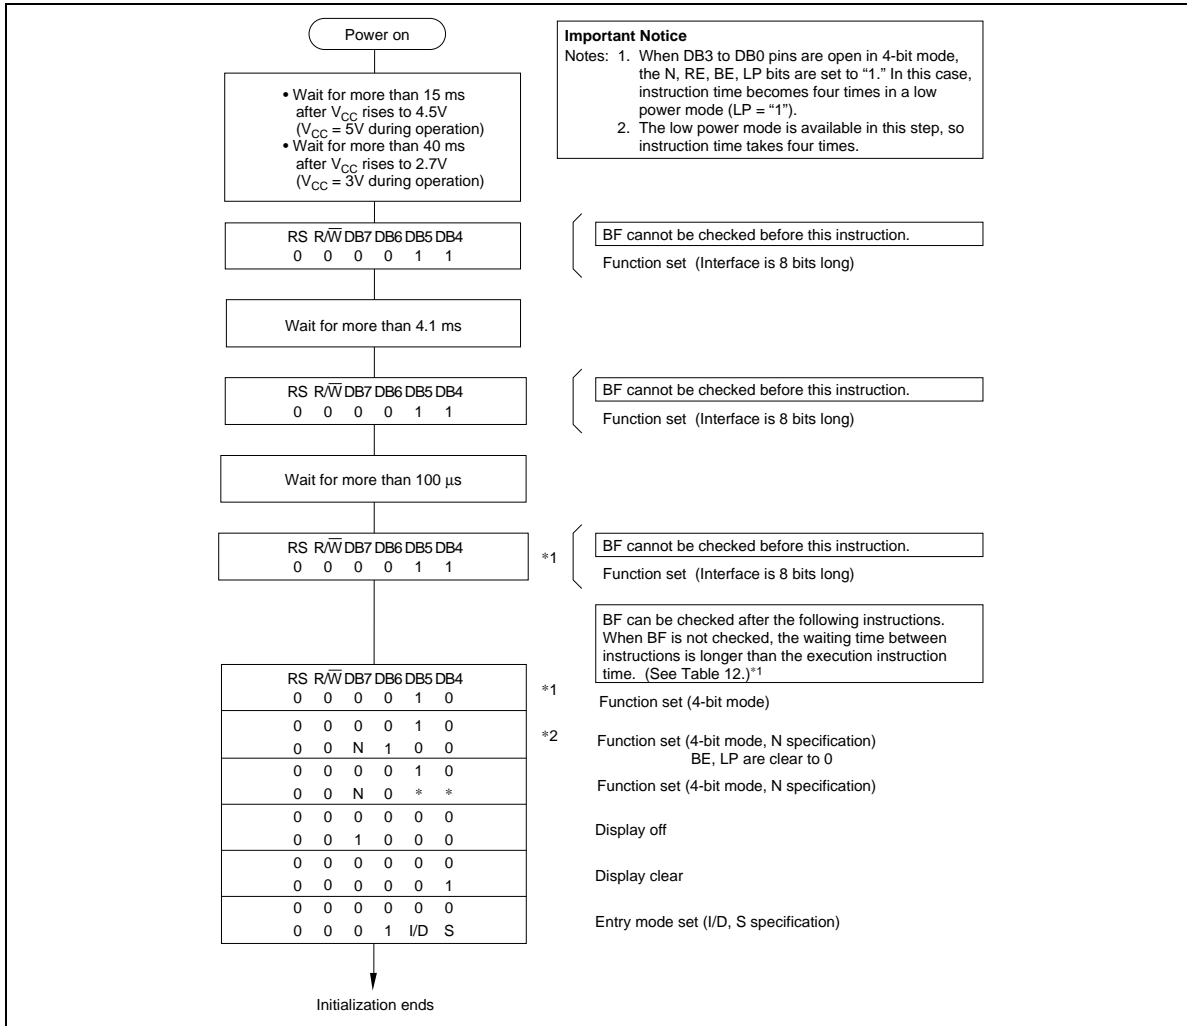 Power on
Important Notice
Notes: 1. When DB3 to DB0 pins are open in 4-bit mode,
the N, RE, BE, LP bits are set to “1.” In this case,
instruction time becomes four times in a low
power mode (LP = “1”).
2. The low power mode is available in this step, so
instruction time takes four times.
• Wait for more than 15 ms
after VCC rises to 4.5V
(VCC = 5V during operation)
• Wait for more than 40 ms
after VCC rises to 2.7V
(VCC = 3V during operation)
RS R/W̅ DB7 DB6 DB5 DB4
0 0 0 0 1 1
BF cannot be checked before this instruction.
Function set (Interface is 8 bits long)
Wait for more than 4.1 ms
RS R/W̅ DB7 DB6 DB5 DB4
0 0 0 0 1 1
BF cannot be checked before this instruction.
Function set (Interface is 8 bits long)
Wait for more than 100 µs
RS R/W̅ DB7 DB6 DB5 DB4
0 0 0 0 1 1
*1
BF cannot be checked before this instruction.
Function set (Interface is 8 bits long)
BF can be checked after the following instructions.
When BF is not checked, the waiting time between
instructions is longer than the execution instruction
time. (See Table 12.)*1
RS R/W̅ DB7 DB6 DB5 DB4
0 0 0 0 1 0
*1
Function set (4-bit mode)
0 0 0 0 1 0
0 0 N 1 0 0
*2
Function set (4-bit mode, N specification)
BE, LP are clear to 0
0 0 0 0 1 0
0 0 N 0 * *
Function set (4-bit mode, N specification)
0 0 0 0 0 0
0 0 1 0 0 0
Display off
0 0 0 0 0 0
0 0 0 0 0 1
Display clear
0 0 0 0 0 0
0 0 0 1 I/D S
Entry mode set (I/D, S specification)
Initialization ends